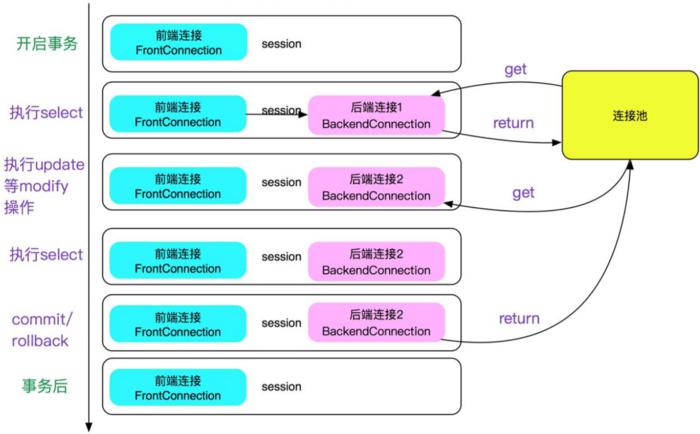 开启事务
前端连接
FrontConnection
session
执行select
前端连接
FrontConnection
session
后端连接1
BackendConnection
get
return
连接池
执行update
等modify
操作
前端连接
FrontConnection
session
后端连接2
BackendConnection
get
执行select
前端连接
FrontConnection
session
后端连接2
BackendConnection
commit/
rollback
前端连接
FrontConnection
session
后端连接2
BackendConnection
return
事务后
前端连接
FrontConnection
session